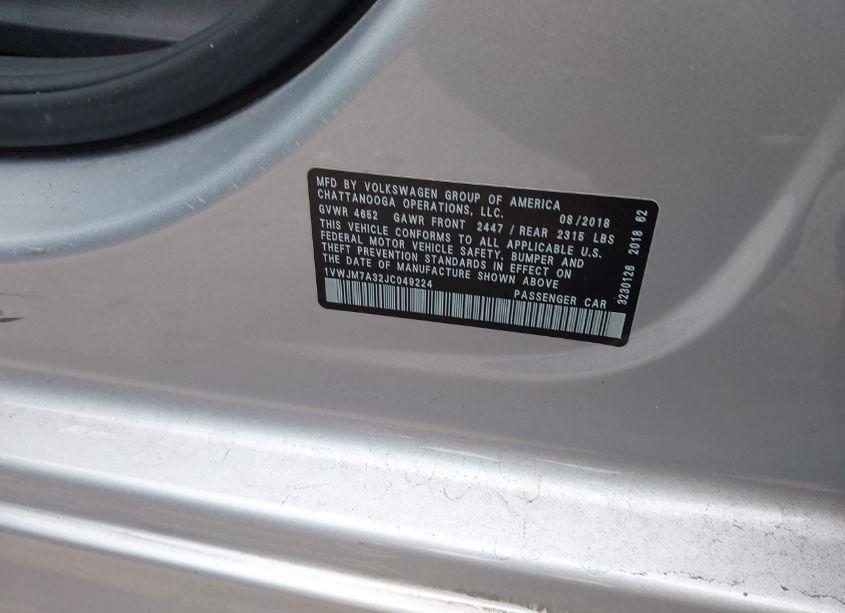 MFD BY VOLKSWAGEN GROUP OF AMERICA
CHATTANOOGA OPERATIONS, LLC. 08/2018
GVWR 4652 GAWR FRONT 2447 / REAR 2315 LBS
THIS VEHICLE CONFORMS TO ALL APPLICABLE U.S.
FEDERAL MOTOR VEHICLE SAFETY, BUMPER AND
THEFT PREVENTION STANDARDS IN EFFECT ON
THE DATE OF MANUFACTURE SHOWN ABOVE
1VWJM7A32JC049224 PASSENGER CAR
3230126 2018 62